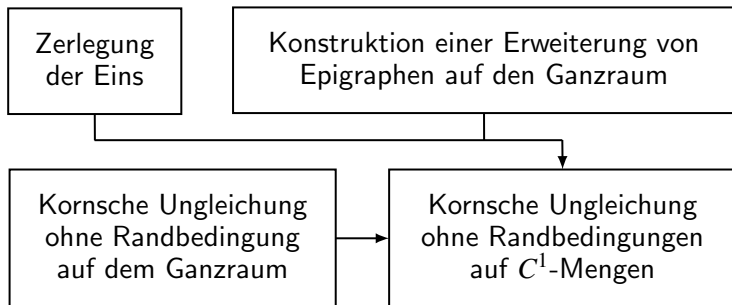 Zerlegung
der Eins
Konstruktion einer Erweiterung von
Epigraphen auf den Ganzraum
Kornsche Ungleichung
ohne Randbedingung
auf dem Ganzraum
Kornsche Ungleichung
ohne Randbedingungen
auf C¹-Mengen